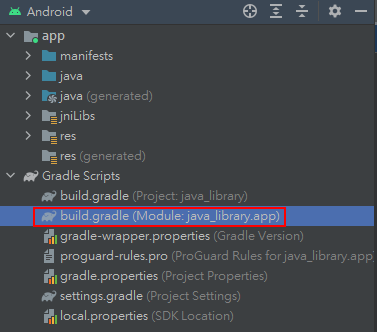 Android
app
manifests
java
java (generated)
jniLibs
res
res (generated)
Gradle Scripts
build.gradle (Project: java_library)
build.gradle (Module: java_library.app)
gradle-wrapper.properties (Gradle Version)
proguard-rules.pro (ProGuard Rules for java_library.app
gradle.properties (Project Properties)
settings.gradle (Project Settings)
local.properties (SDK Location)